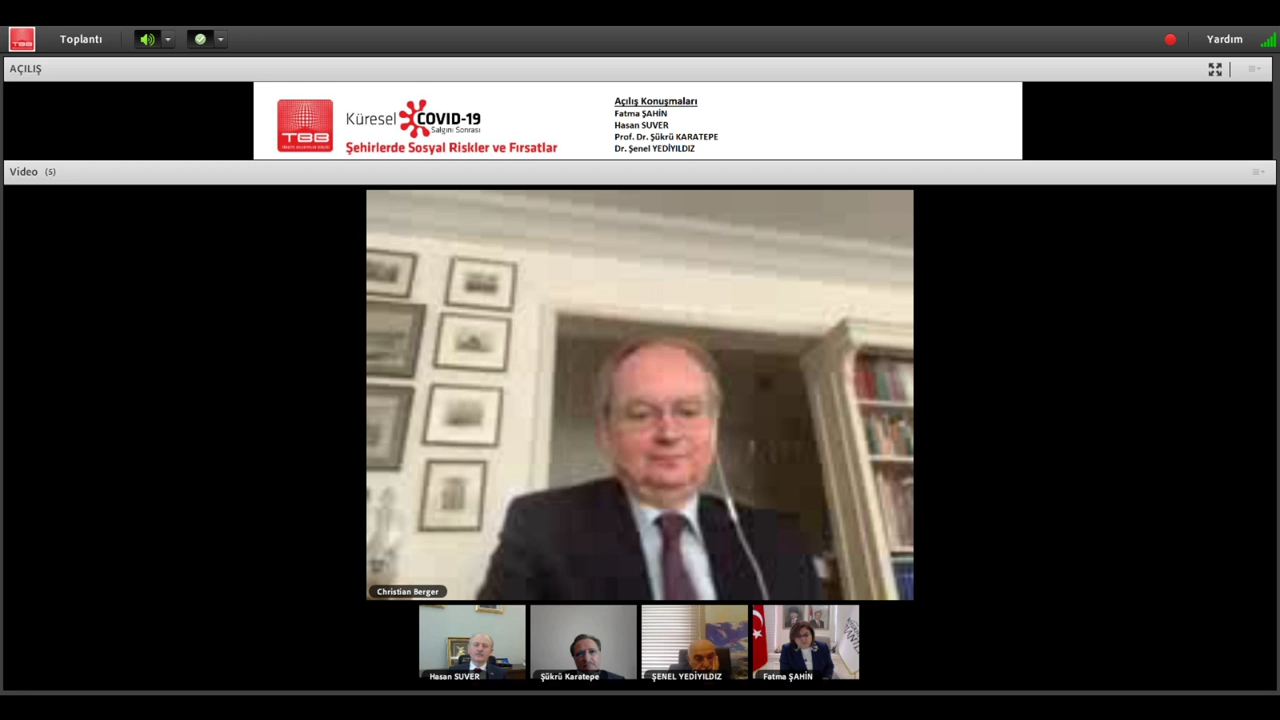 TBB
Toplantı
Yardım
AÇILIŞ
TBB
Küresel COVID-19
Salgını Sonrası
Şehirlerde Sosyal Riskler ve Fırsatlar
Açılış Konuşmaları
Fatma ŞAHİN
Hasan SUVER
Prof. Dr. Şükrü KARATEPE
Dr. Şenel YEDİYILDIZ
Video (5)
Christian Berger
Hasan SUVER
Şükrü Karatepe
ŞENEL YEDİYILDIZ
Fatma ŞAHİN